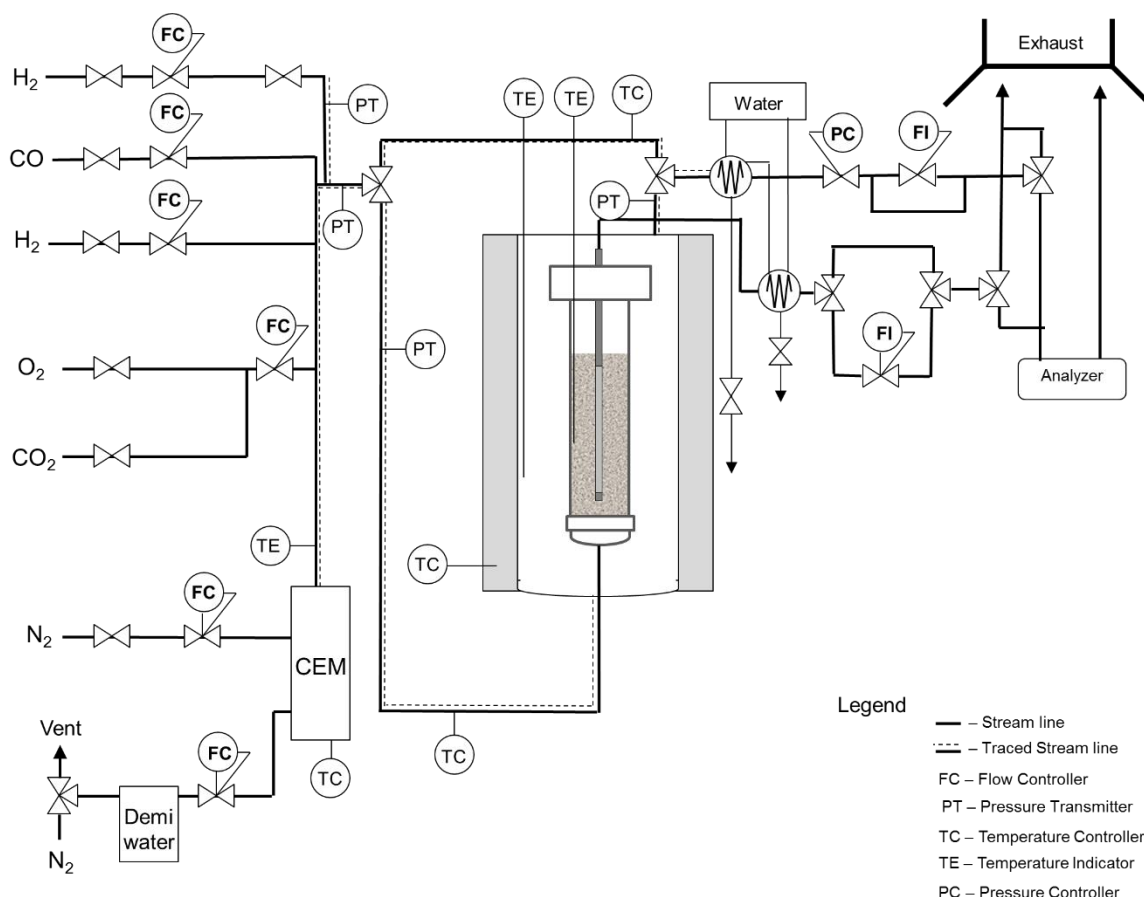 FC
H2
PT
FC
CO
FC
H2
PT
FC
O2
CO2
TE
FC
N2
CEM
Vent
FC
TC
Demi
water
N2
TE
TE
TC
PT
PT
TC
TC
Water
PC
FI
Exhaust
FI
Analyzer
Legend
– Stream line
– Traced Stream line
FC – Flow Controller
PT – Pressure Transmitter
TC – Temperature Controller
TE – Temperature Indicator
PC – Pressure Controller